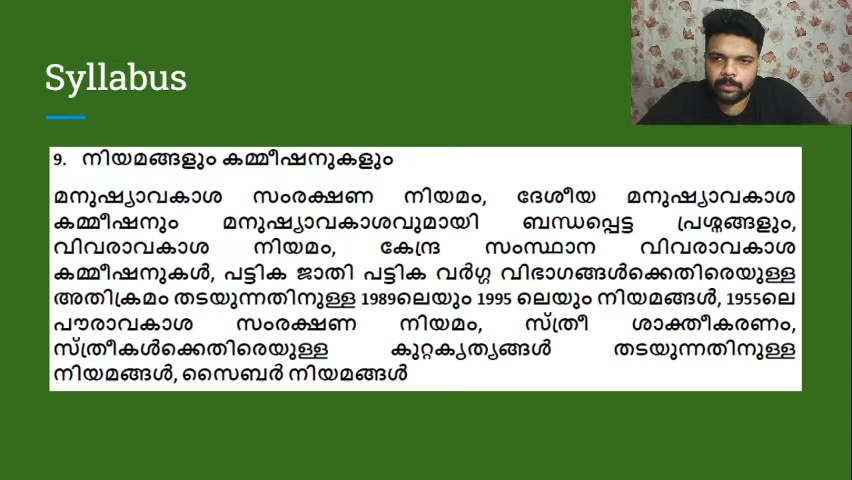 Syllabus
9. നിയമങ്ങളും കമ്മീഷനുകളും
മനുഷ്യാവകാശ സംരക്ഷണ നിയമം, ദേശീയ മനുഷ്യാവകാശ
കമ്മീഷനും മനുഷ്യാവകാശവുമായി ബന്ധപ്പെട്ട പ്രശ്നങ്ങളും,
വിവരാവകാശ നിയമം, കേന്ദ്ര സംസ്ഥാന വിവരാവകാശ
കമ്മീഷനുകൾ, പട്ടിക ജാതി പട്ടിക വർഗ്ഗ വിഭാഗങ്ങൾക്കെതിരെയുള്ള
അതിക്രമം തടയുന്നതിനുള്ള 1989ലെയും 1995 ലെയും നിയമങ്ങൾ, 1955ലെ
പൗരാവകാശ സംരക്ഷണ നിയമം, സ്ത്രീ ശാക്തീകരണം,
സ്ത്രീകൾക്കെതിരെയുള്ള കുറ്റകൃത്യങ്ങൾ തടയുന്നതിനുള്ള
നിയമങ്ങൾ, സൈബർ നിയമങ്ങൾ